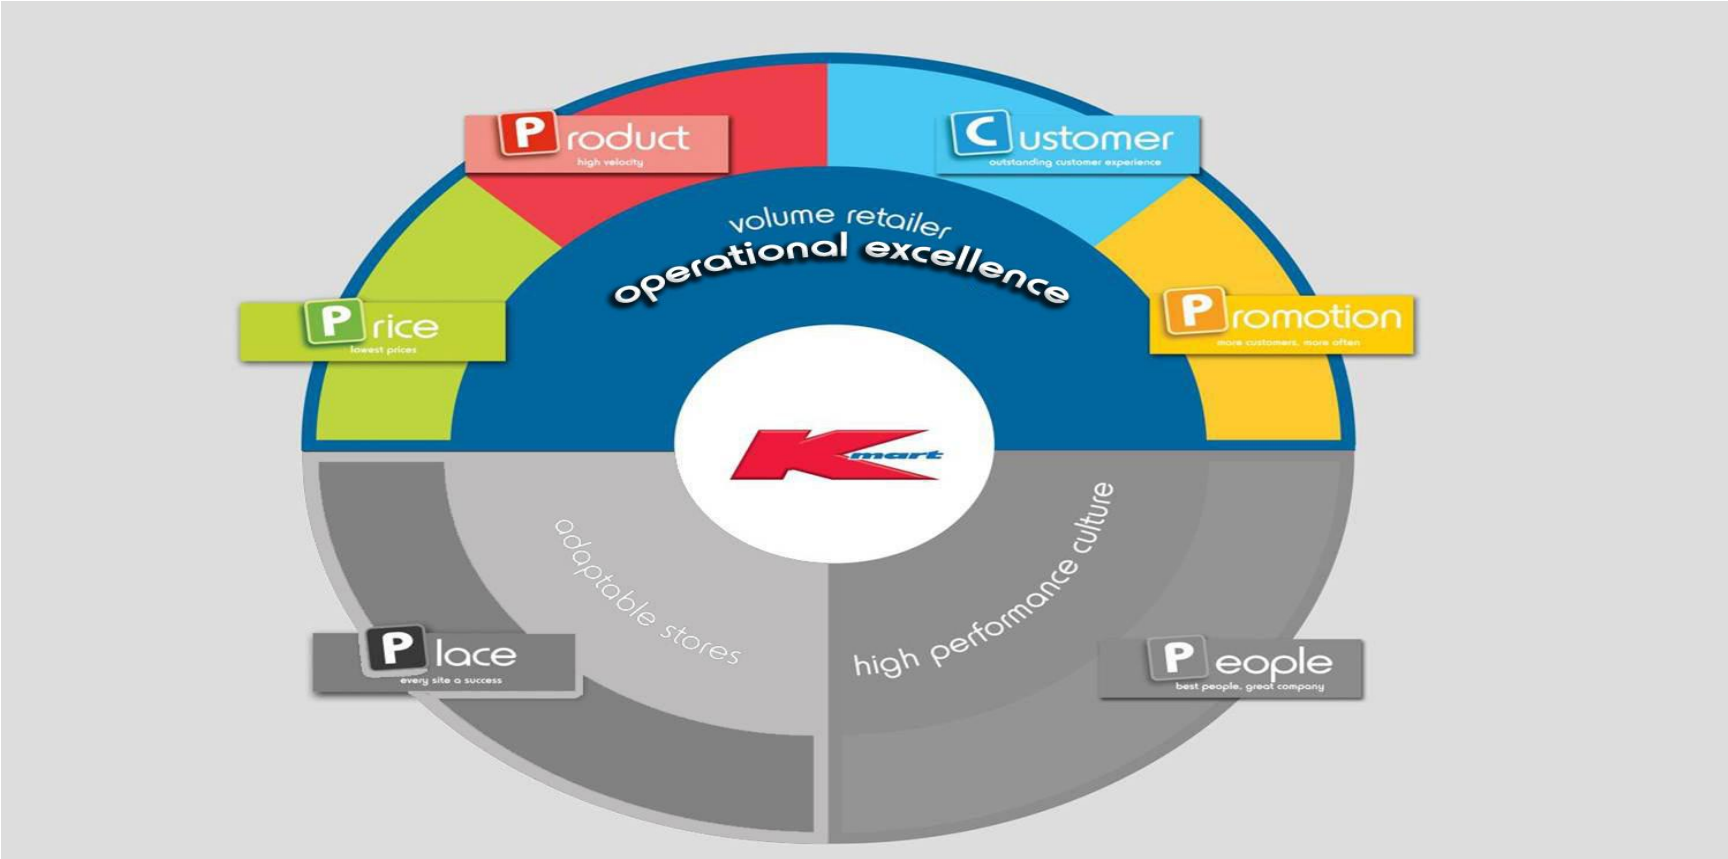 Product
high velocity
Customer
outstanding customer experience
volume retailer
operational excellence
Price
lowest prices
Promotion
more customers, more often
Kmart
adaptable stores
high performance culture
Place
every site a success
People
best people, great company